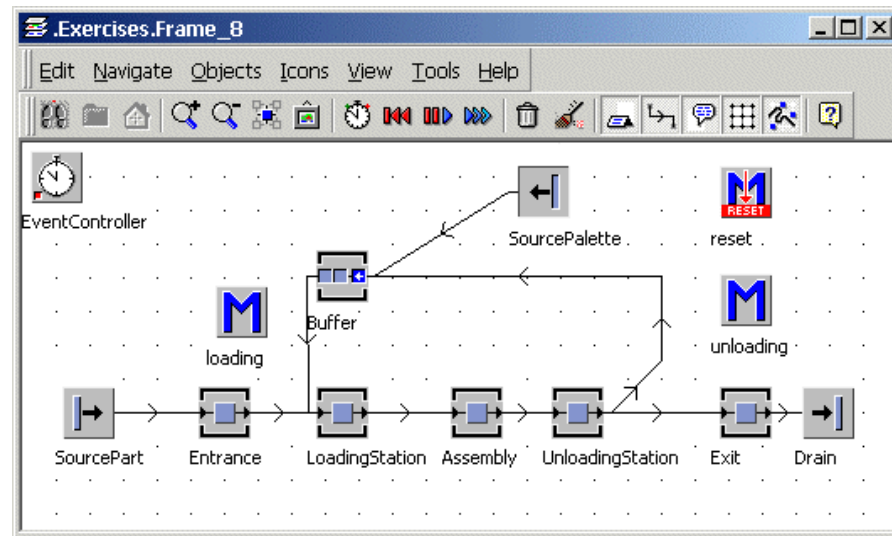 .Exercises.Frame_8
Edit Navigate Objects Icons View Tools Help
EventController
SourcePalette
RESET
reset
Buffer
loading
unloading
SourcePart Entrance LoadingStation Assembly UnloadingStation Exit Drain